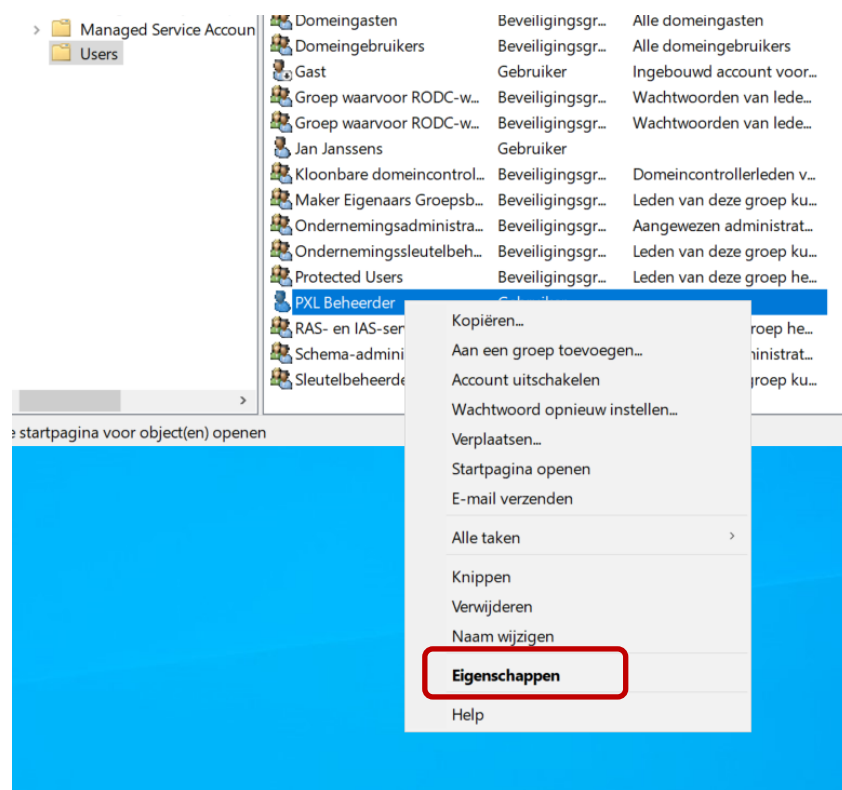 Managed Service Accoun
Users
Domeingasten Beveiligingsgr... Alle domeingasten
Domeingebruikers Beveiligingsgr... Alle domeingebruikers
Gast Gebruiker Ingebouwd account voor...
Groep waarvoor RODC-w... Beveiligingsgr... Wachtwoorden van lede...
Groep waarvoor RODC-w... Beveiligingsgr... Wachtwoorden van lede...
Jan Janssens Gebruiker
Kloonbare domeincontrol... Beveiligingsgr... Domeincontrollerleden v...
Maker Eigenaars Groepsb... Beveiligingsgr... Leden van deze groep ku...
Ondernemingsadministra... Beveiligingsgr... Aangewezen administrat...
Ondernemingssleutelbeh... Beveiligingsgr... Leden van deze groep ku...
Protected Users Beveiligingsgr... Leden van deze groep he...
PXL Beheerder
RAS- en IAS-ser roep he...
Schema-admini ministrat...
Sleutelbeheerde groep ku...
e startpagina voor object(en) openen
Kopiëren...
Aan een groep toevoegen...
Account uitschakelen
Wachtwoord opnieuw instellen...
Verplaatsen...
Startpagina openen
E-mail verzenden
Alle taken
Knippen
Verwijderen
Naam wijzigen
Eigenschappen
Help